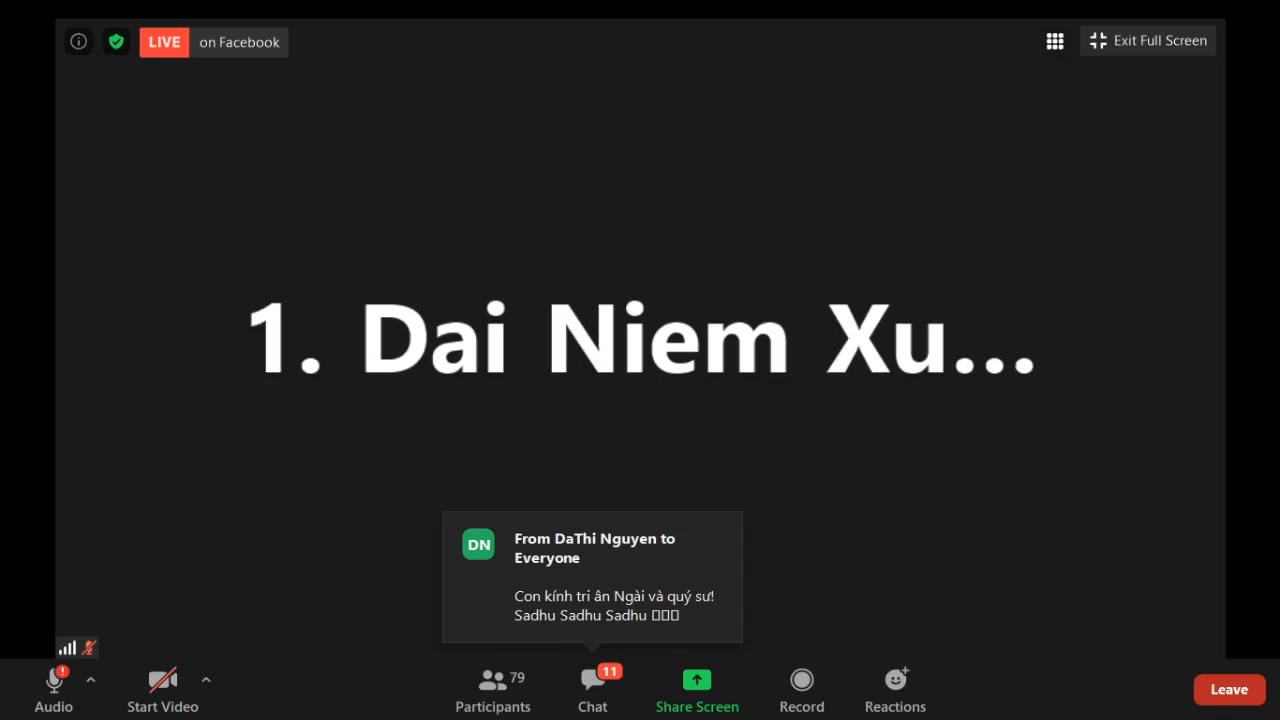 LIVE on Facebook
Exit Full Screen
1. Dai Niem Xu...
DN
From DaThi Nguyen to
Everyone
Con kính tri ân Ngài và quý sư!
Sadhu Sadhu Sadhu
79
11
Audio
Start Video
Participants
Chat
Share Screen
Record
Reactions
Leave